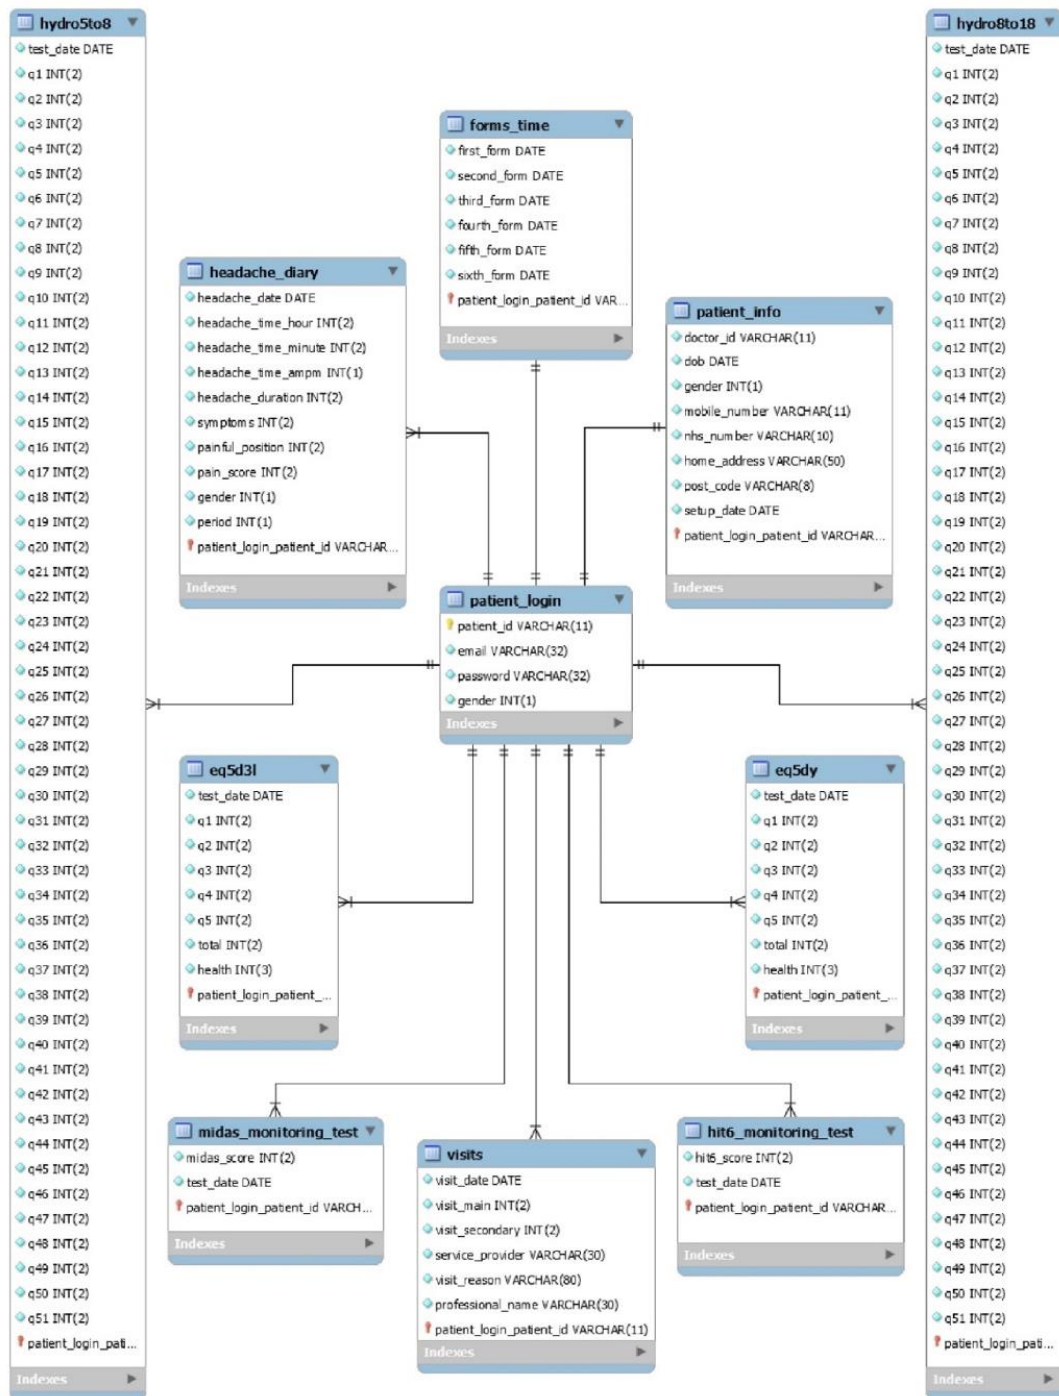 hydro5to8
test_date DATE
q1 INT(2)
q2 INT(2)
q3 INT(2)
q4 INT(2)
q5 INT(2)
q6 INT(2)
q7 INT(2)
q8 INT(2)
q9 INT(2)
q10 INT(2)
q11 INT(2)
q12 INT(2)
q13 INT(2)
q14 INT(2)
q15 INT(2)
q16 INT(2)
q17 INT(2)
q18 INT(2)
q19 INT(2)
q20 INT(2)
q21 INT(2)
q22 INT(2)
q23 INT(2)
q24 INT(2)
q25 INT(2)
q26 INT(2)
q27 INT(2)
q28 INT(2)
q29 INT(2)
q30 INT(2)
q31 INT(2)
q32 INT(2)
q33 INT(2)
q34 INT(2)
q35 INT(2)
q36 INT(2)
q37 INT(2)
q38 INT(2)
q39 INT(2)
q40 INT(2)
q41 INT(2)
q42 INT(2)
q43 INT(2)
q44 INT(2)
q45 INT(2)
q46 INT(2)
q47 INT(2)
q48 INT(2)
q49 INT(2)
q50 INT(2)
q51 INT(2)
patient_login_pati...
Indexes
forms_time
first_form DATE
second_form DATE
third_form DATE
fourth_form DATE
fifth_form DATE
sixth_form DATE
patient_login_patient_id VAR...
Indexes
headache_diary
headache_date DATE
headache_time_hour INT(2)
headache_time_minute INT(2)
headache_time_ampm INT(1)
headache_duration INT(2)
symptoms INT(2)
painful_position INT(2)
pain_score INT(2)
gender INT(1)
period INT(1)
patient_login_patient_id VARCHAR...
Indexes
patient_info
doctor_id VARCHAR(11)
dob DATE
gender INT(1)
mobile_number VARCHAR(11)
nhs_number VARCHAR(10)
home_address VARCHAR(50)
post_code VARCHAR(8)
setup_date DATE
patient_login_patient_id VARCHAR...
Indexes
patient_login
patient_id VARCHAR(11)
email VARCHAR(32)
password VARCHAR(32)
gender INT(1)
Indexes
eq5d3l
test_date DATE
q1 INT(2)
q2 INT(2)
q3 INT(2)
q4 INT(2)
q5 INT(2)
total INT(2)
health INT(3)
patient_login_patient_...
Indexes
eq5dy
test_date DATE
q1 INT(2)
q2 INT(2)
q3 INT(2)
q4 INT(2)
q5 INT(2)
total INT(2)
health INT(3)
patient_login_patient_...
Indexes
midas_monitoring_test
midas_score INT(2)
test_date DATE
patient_login_patient_id VARCH...
Indexes
visits
visit_date DATE
visit_main INT(2)
visit_secondary INT(2)
service_provider VARCHAR(30)
visit_reason VARCHAR(80)
professional_name VARCHAR(30)
patient_login_patient_id VARCHAR(11)
Indexes
hit6_monitoring_test
hit6_score INT(2)
test_date DATE
patient_login_patient_id VARCHAR...
Indexes
hydro8to18
test_date DATE
q1 INT(2)
q2 INT(2)
q3 INT(2)
q4 INT(2)
q5 INT(2)
q6 INT(2)
q7 INT(2)
q8 INT(2)
q9 INT(2)
q10 INT(2)
q11 INT(2)
q12 INT(2)
q13 INT(2)
q14 INT(2)
q15 INT(2)
q16 INT(2)
q17 INT(2)
q18 INT(2)
q19 INT(2)
q20 INT(2)
q21 INT(2)
q22 INT(2)
q23 INT(2)
q24 INT(2)
q25 INT(2)
q26 INT(2)
q27 INT(2)
q28 INT(2)
q29 INT(2)
q30 INT(2)
q31 INT(2)
q32 INT(2)
q33 INT(2)
q34 INT(2)
q35 INT(2)
q36 INT(2)
q37 INT(2)
q38 INT(2)
q39 INT(2)
q40 INT(2)
q41 INT(2)
q42 INT(2)
q43 INT(2)
q44 INT(2)
q45 INT(2)
q46 INT(2)
q47 INT(2)
q48 INT(2)
q49 INT(2)
q50 INT(2)
q51 INT(2)
patient_login_pati...
Indexes